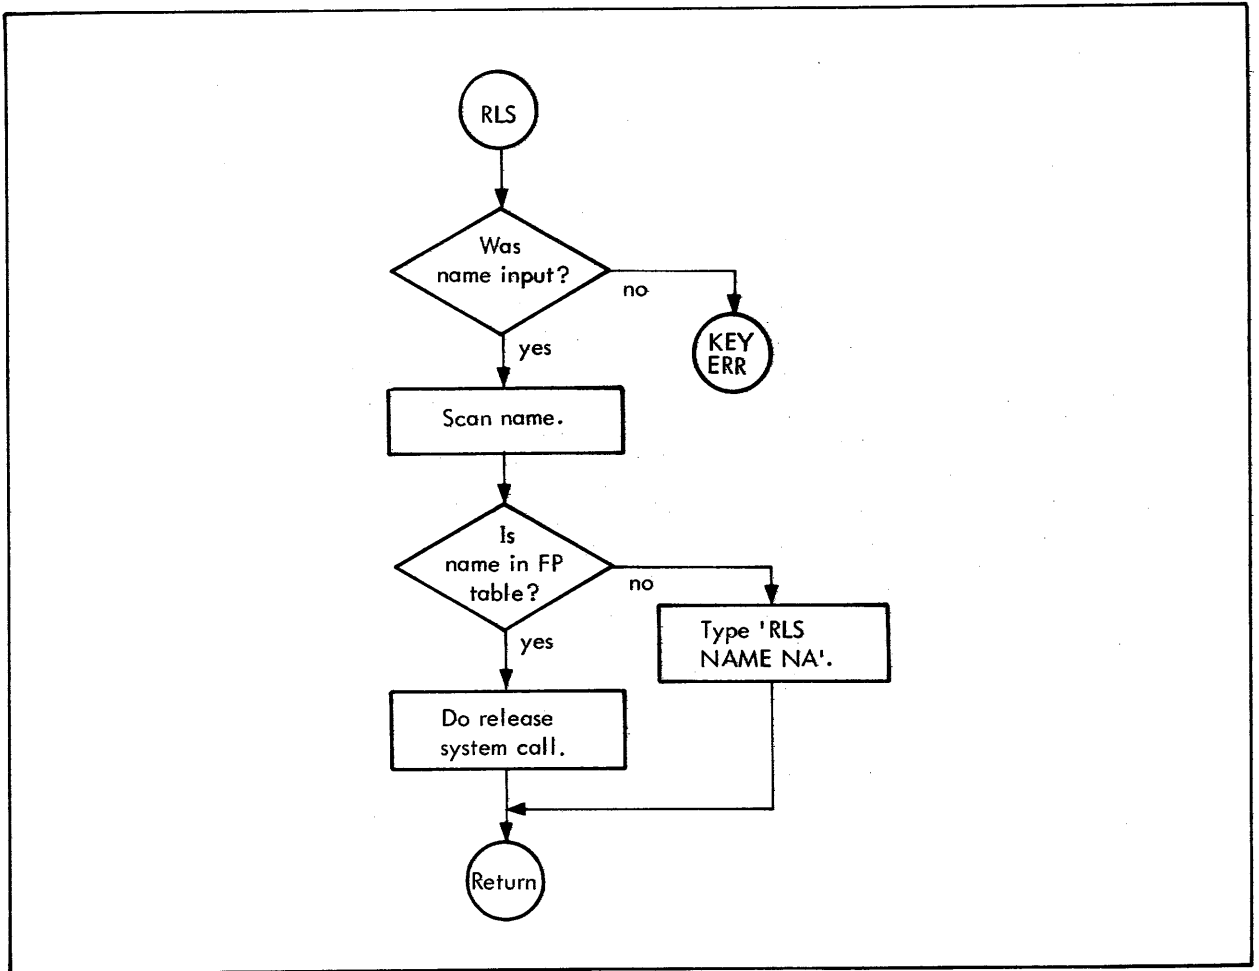 RLS
Was
name input?
no
KEY
ERR
yes
Scan name.
Is
name in FP
table?
no
Type 'RLS
NAME NA'.
yes
Do release
system call.
Return